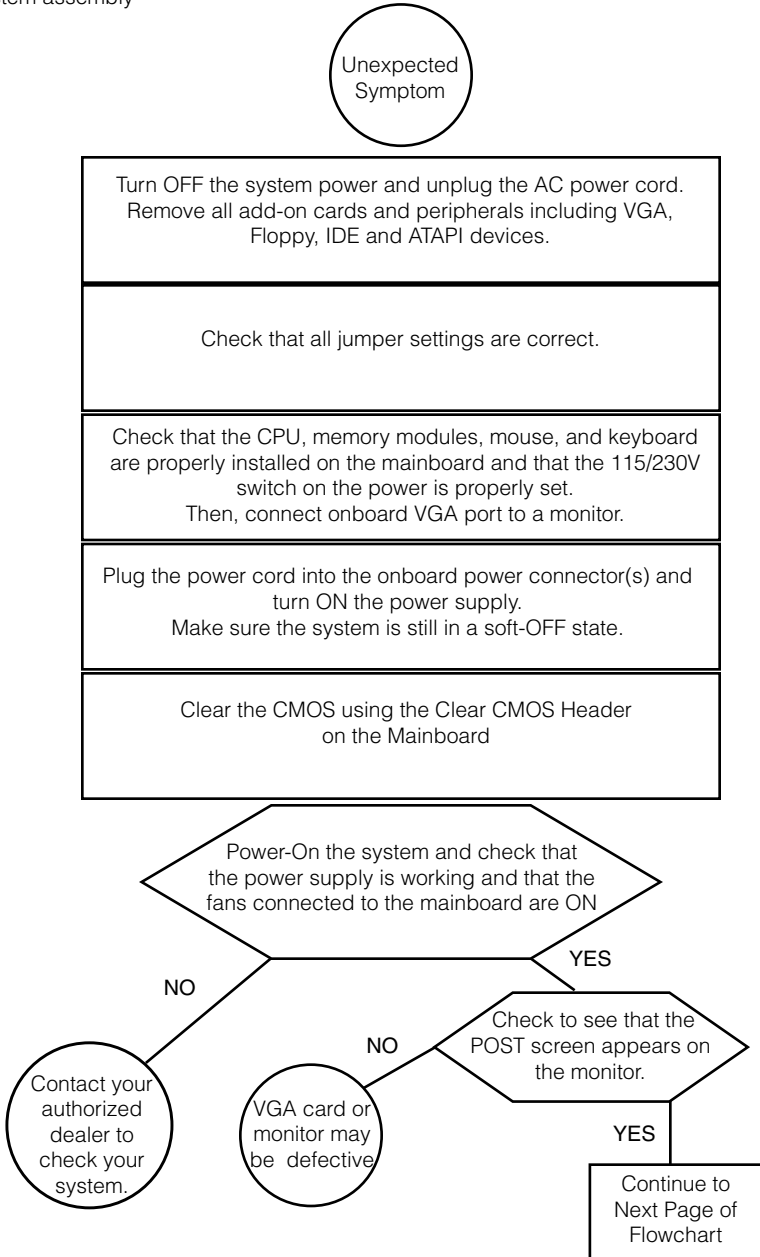 Unexpected
Symptom
Turn OFF the system power and unplug the AC power cord.
Remove all add-on cards and peripherals including VGA,
Floppy, IDE and ATAPI devices.
Check that all jumper settings are correct.
Check that the CPU, memory modules, mouse, and keyboard
are properly installed on the mainboard and that the 115/230V
switch on the power is properly set.
Then, connect onboard VGA port to a monitor.
Plug the power cord into the onboard power connector(s) and
turn ON the power supply.
Make sure the system is still in a soft-OFF state.
Clear the CMOS using the Clear CMOS Header
on the Mainboard
Power-On the system and check that
the power supply is working and that the
fans connected to the mainboard are ON
NO
YES
Contact your
authorized
dealer to
check your
system.
Check to see that the
POST screen appears on
the monitor.
NO
VGA card or
monitor may
be defective
YES
Continue to
Next Page of
Flowchart